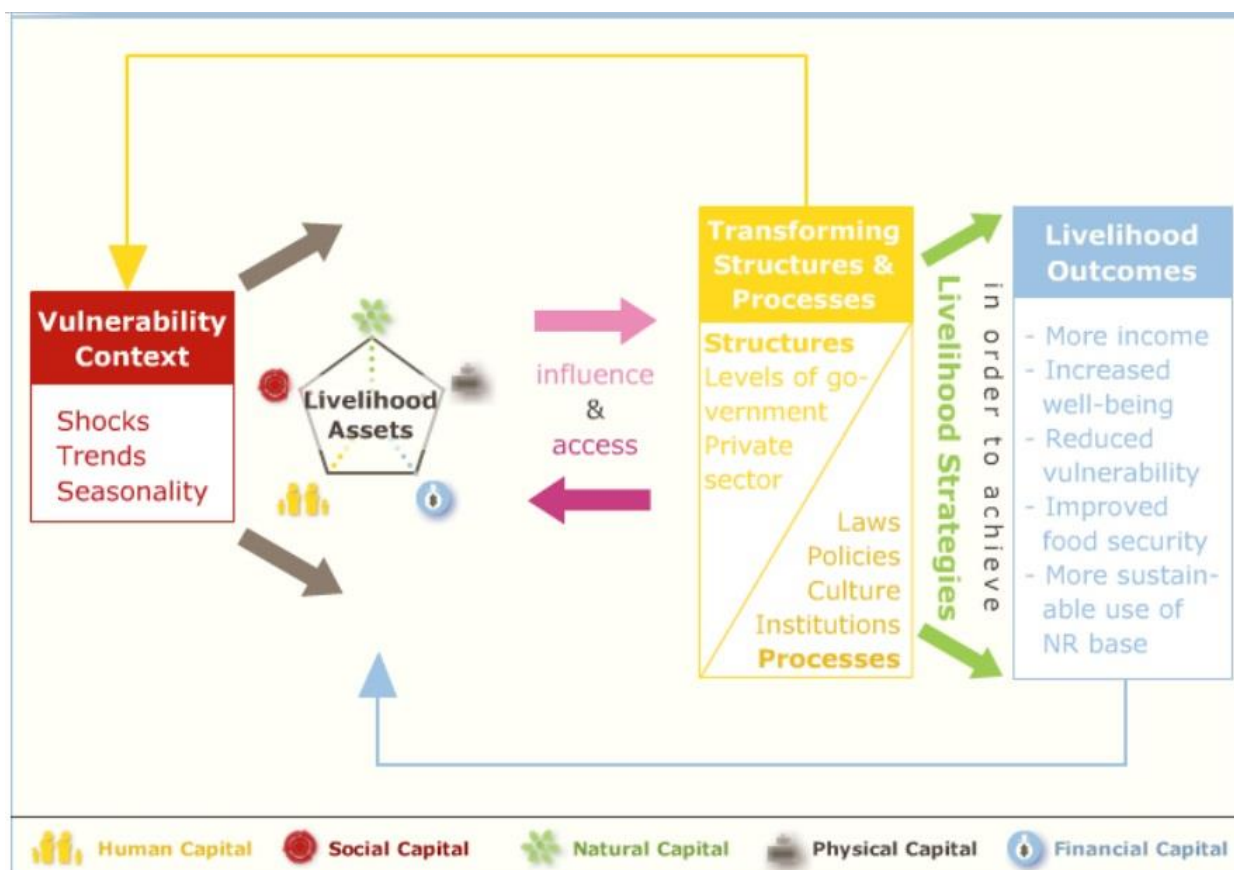 Vulnerability
Context
Shocks
Trends
Seasonality
Livelihood
Assets
influence
&
access
Transforming
Structures &
Processes
Structures
Levels of go-
vernment
Private
sector
Laws
Policies
Culture
Institutions
Processes
Livelihood Strategies
in order to achieve
Livelihood
Outcomes
- More income
- Increased
well-being
- Reduced
vulnerability
- Improved
food security
- More sustain-
able use of
NR base
Human Capital
Social Capital
Natural Capital
Physical Capital
Financial Capital